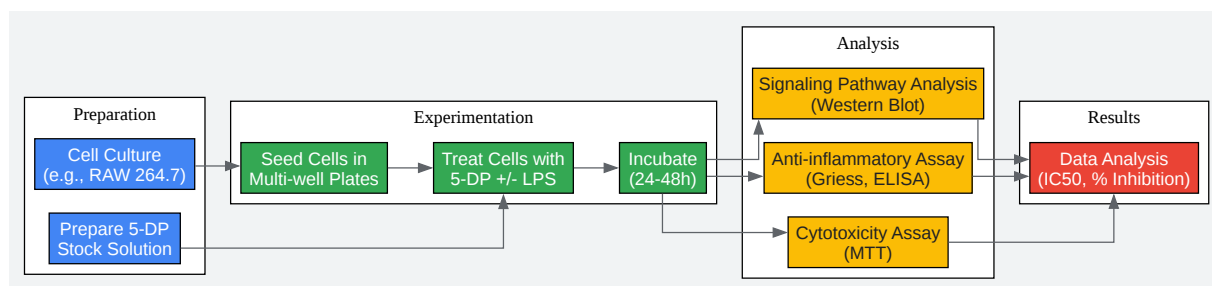 Preparation
Cell Culture
(e.g., RAW 264.7)
Prepare 5-DP
Stock Solution
Experimentation
Seed Cells in
Multi-well Plates
Treat Cells with
5-DP +/- LPS
Incubate
(24-48h)
Analysis
Signaling Pathway Analysis
(Western Blot)
Anti-inflammatory Assay
(Griess, ELISA)
Cytotoxicity Assay
(MTT)
Results
Data Analysis
(IC50, % Inhibition)